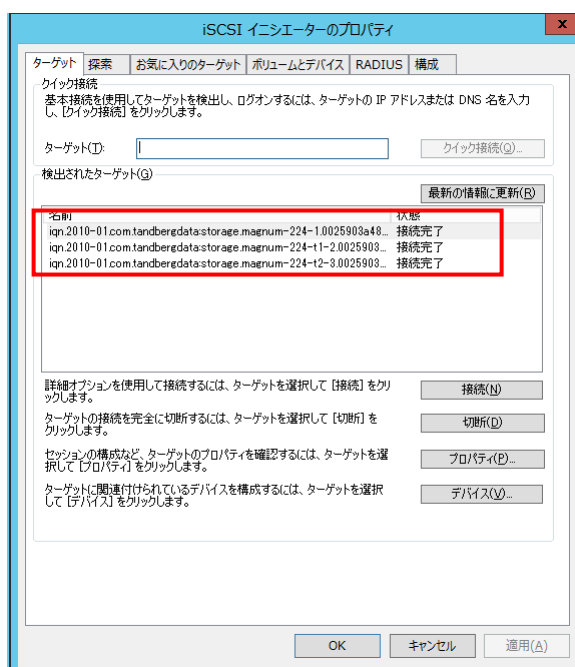 iSCSI イニシエーターのプロパティ
x
ターゲット 探索 お気に入りのターゲット ボリュームとデバイス RADIUS 構成
クイック接続
基本接続を使用してターゲットを検出し、ログオンするには、ターゲットの IP アドレスまたは DNS 名を入力
し、[クイック接続] をクリックします。
ターゲット(T):
クイック接続(Q)...
検出されたターゲット(G)
最新の情報に更新(R)
名前 状態
iqn.2010-01.com.tandbergdata:storage.magnum-224-1.0025903a48... 接続完了
iqn.2010-01.com.tandbergdata:storage.magnum-224-t1-2.0025903... 接続完了
iqn.2010-01.com.tandbergdata:storage.magnum-224-t2-3.0025903... 接続完了
詳細オプションを使用して接続するには、ターゲットを選択して [接続] をクリ
ックします。
接続(N)
ターゲットの接続を完全に切断するには、ターゲットを選択して [切断] を
クリックします。
切断(D)
セッションの構成など、ターゲットのプロパティを確認するには、ターゲットを選
択して [プロパティ] をクリックします。
プロパティ(P)...
ターゲットに関連付けられているデバイスを構成するには、ターゲットを選択
して [デバイス] をクリックします。
デバイス(V)...
OK キャンセル 適用(A)